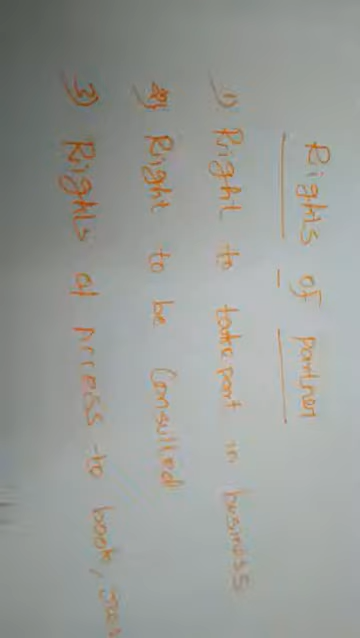 Rights of partner
1) Right to take part in business
2) Right to be Consulted
3) Rights of Access to book,